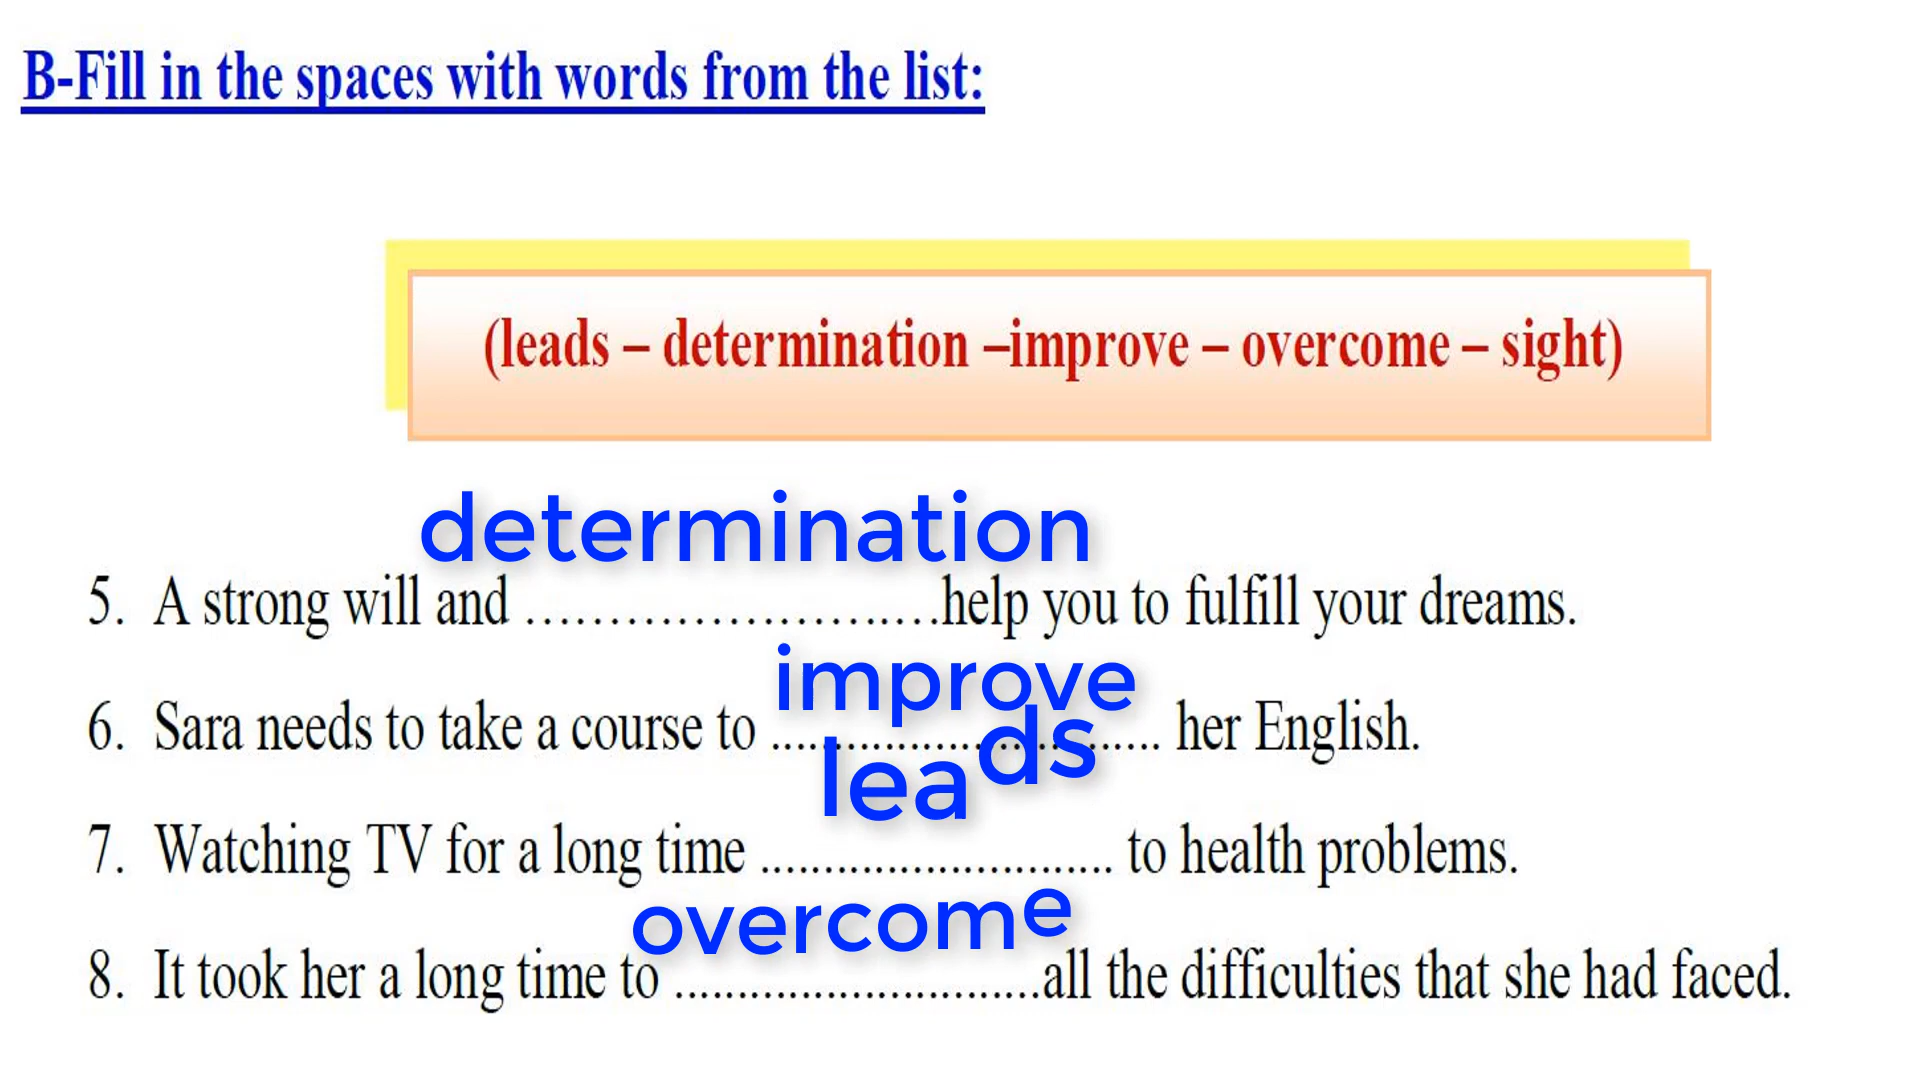 B-Fill in the spaces with words from the list:
(leads – determination –improve – overcome – sight)
determination
5. A strong will and ……………………….…help you to fulfill your dreams.
improve
6. Sara needs to take a course to ............................... her English.
leads
7. Watching TV for a long time ............................ to health problems.
overcome
8. It took her a long time to .............................all the difficulties that she had faced.